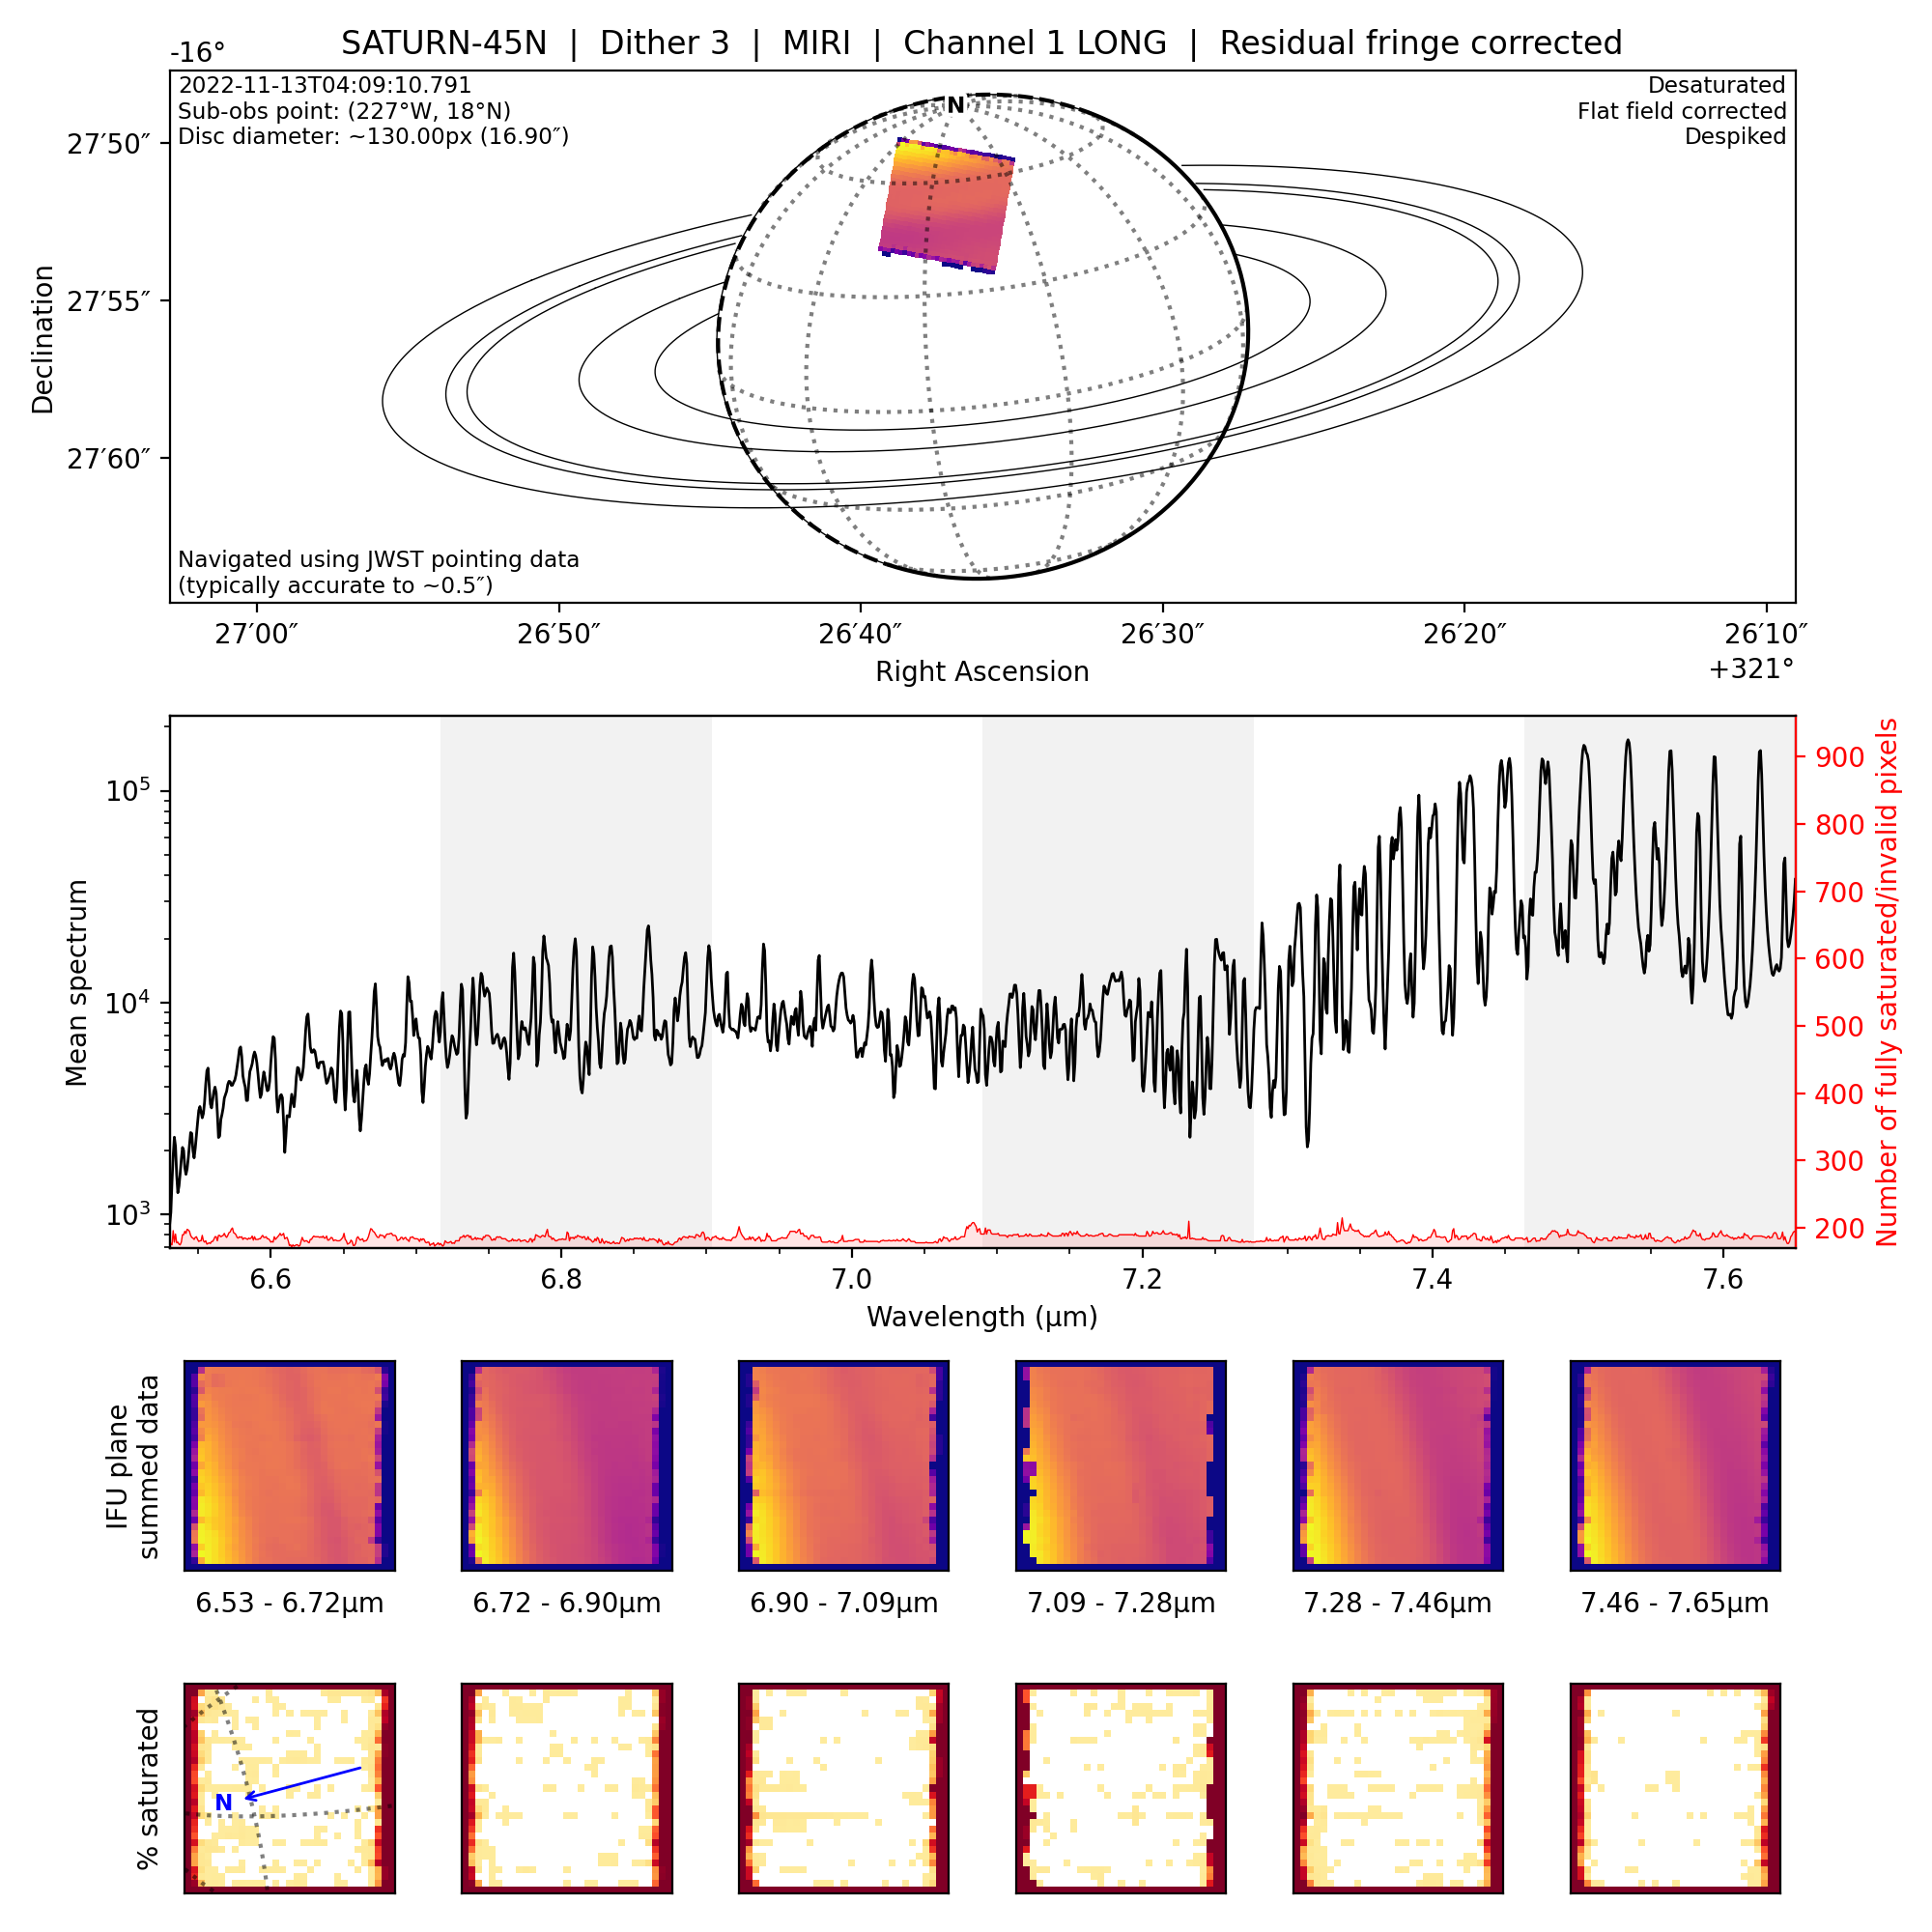 SATURN-45N | Dither 3 | MIRI | Channel 1 LONG | Residual fringe corrected
-16°
2022-11-13T04:09:10.791
Sub-obs point: (227°W, 18°N)
Disc diameter: ~130.00px (16.90″)
Desaturated
Flat field corrected
Despiked
N
27′50″
27′55″
27′60″
Declination
Navigated using JWST pointing data
(typically accurate to ~0.5″)
27′00″ 26′50″ 26′40″ 26′30″ 26′20″ 26′10″
Right Ascension
+321°
Mean spectrum
10⁵
10⁴
10³
900
800
700
600
500
400
300
200
Number of fully saturated/invalid pixels
6.6 6.8 7.0 7.2 7.4 7.6
Wavelength (µm)
IFU plane
summed data
6.53 - 6.72µm 6.72 - 6.90µm 6.90 - 7.09µm 7.09 - 7.28µm 7.28 - 7.46µm 7.46 - 7.65µm
% saturated
N